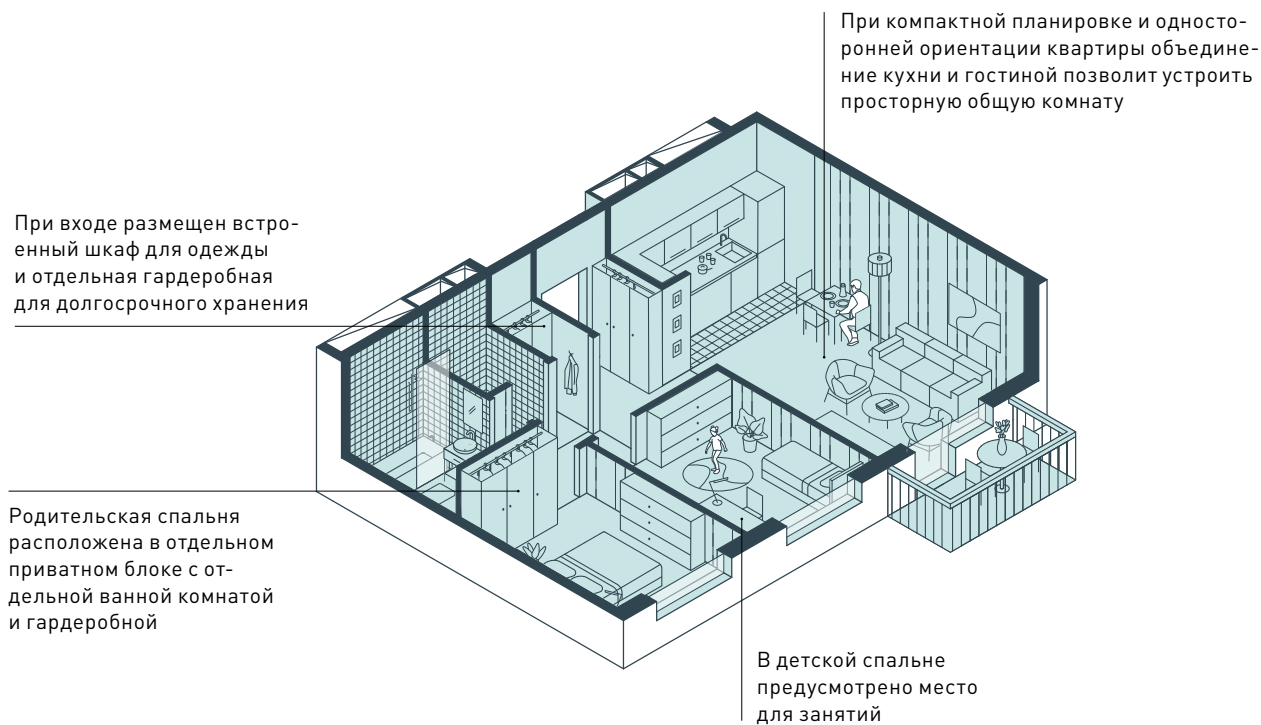 При компактной планировке и односто-
ронней ориентации квартиры объедине-
ние кухни и гостиной позволит устроить
просторную общую комнату
При входе размещен встро-
енный шкаф для одежды
и отдельная гардеробная
для долгосрочного хранения
Родительская спальня
расположена в отдельном
приватном блоке с от-
дельной ванной комнатой
и гардеробной
В детской спальне
предусмотрено место
для занятий